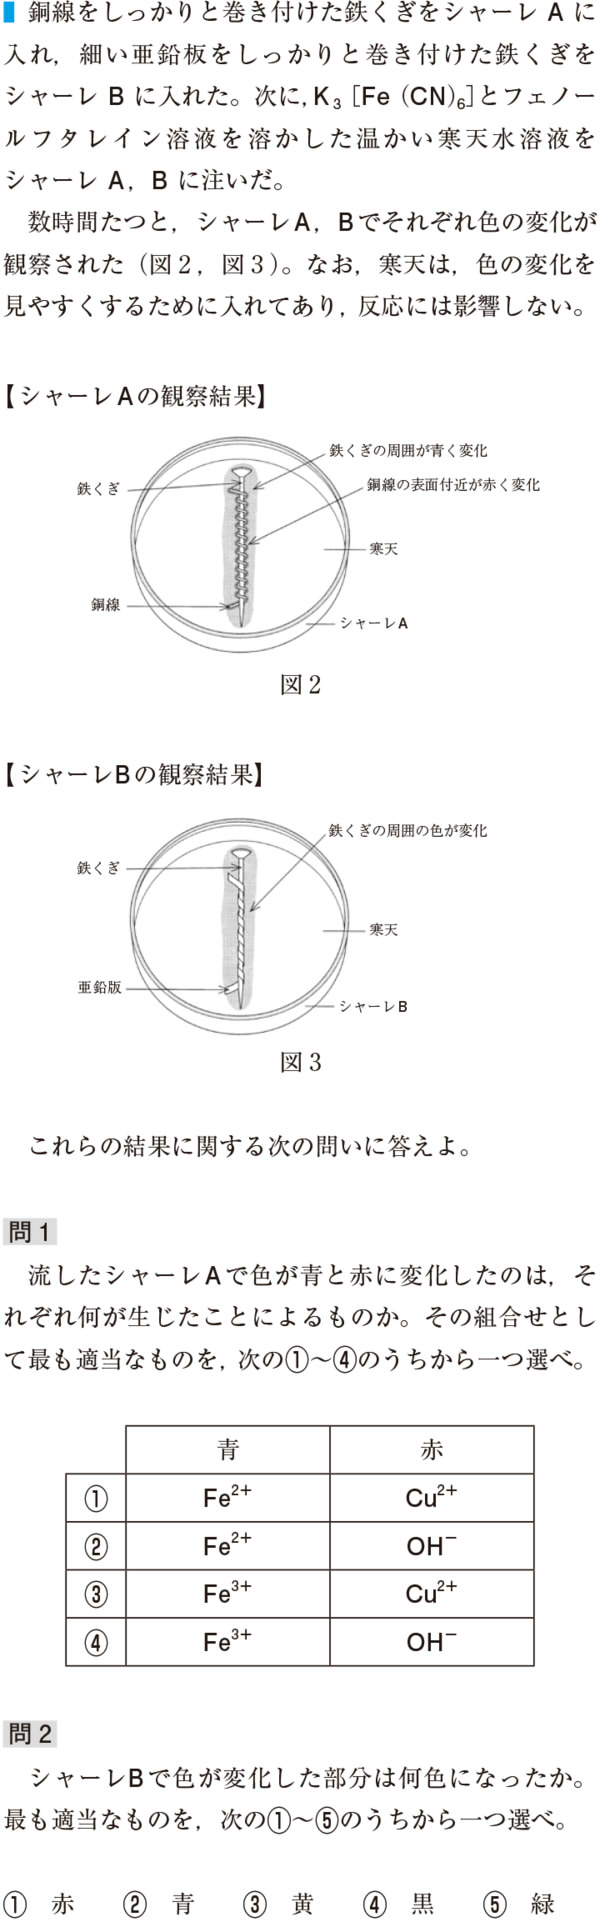 銅線をしっかりと巻き付けた鉄くぎをシャーレ A に
入れ，細い亜鉛板をしっかりと巻き付けた鉄くぎを
シャーレ B に入れた。次に，K₃［Fe（CN)₆］とフェノー
ルフタレイン溶液を溶かした温かい寒天水溶液を
シャーレ A，B に注いだ。
数時間たつと，シャーレA，Bでそれぞれ色の変化が
観察された（図２，図３）。なお，寒天は，色の変化を
見やすくするために入れてあり，反応には影響しない。
【シャーレAの観察結果】
鉄くぎの周囲が青く変化
鉄くぎ
銅線の表面付近が赤く変化
寒天
銅線
シャーレA
図２
【シャーレBの観察結果】
鉄くぎの周囲の色が変化
鉄くぎ
寒天
亜鉛版
シャーレB
図３
これらの結果に関する次の問いに答えよ。
問１
流したシャーレAで色が青と赤に変化したのは，そ
れぞれ何が生じたことによるものか。その組合せとし
て最も適当なものを，次の①〜④のうちから一つ選べ。
青 赤
① Fe²⁺ Cu²⁺
② Fe²⁺ OH⁻
③ Fe³⁺ Cu²⁺
④ Fe³⁺ OH⁻
問２
シャーレBで色が変化した部分は何色になったか。
最も適当なものを，次の①〜⑤のうちから一つ選べ。
① 赤 ② 青 ③ 黄 ④ 黒 ⑤ 緑